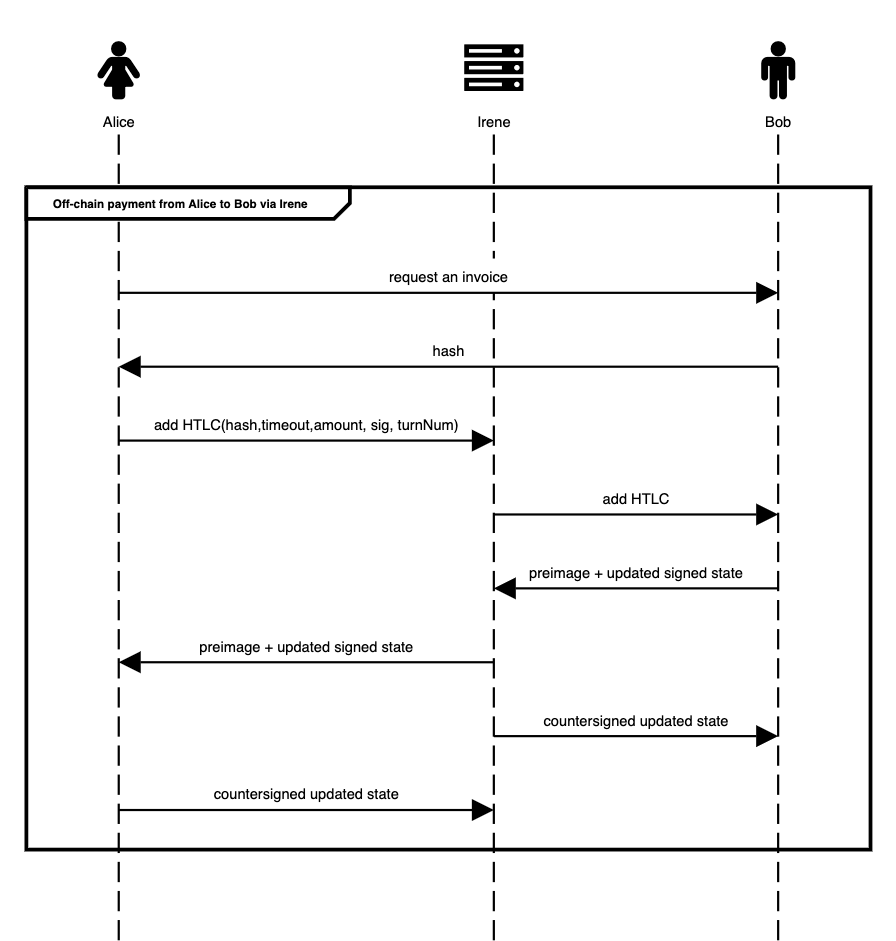 Alice
Irene
Bob
Off-chain payment from Alice to Bob via Irene
request an invoice
hash
add HTLC(hash,timeout,amount, sig, turnNum)
add HTLC
preimage + updated signed state
preimage + updated signed state
countersigned updated state
countersigned updated state